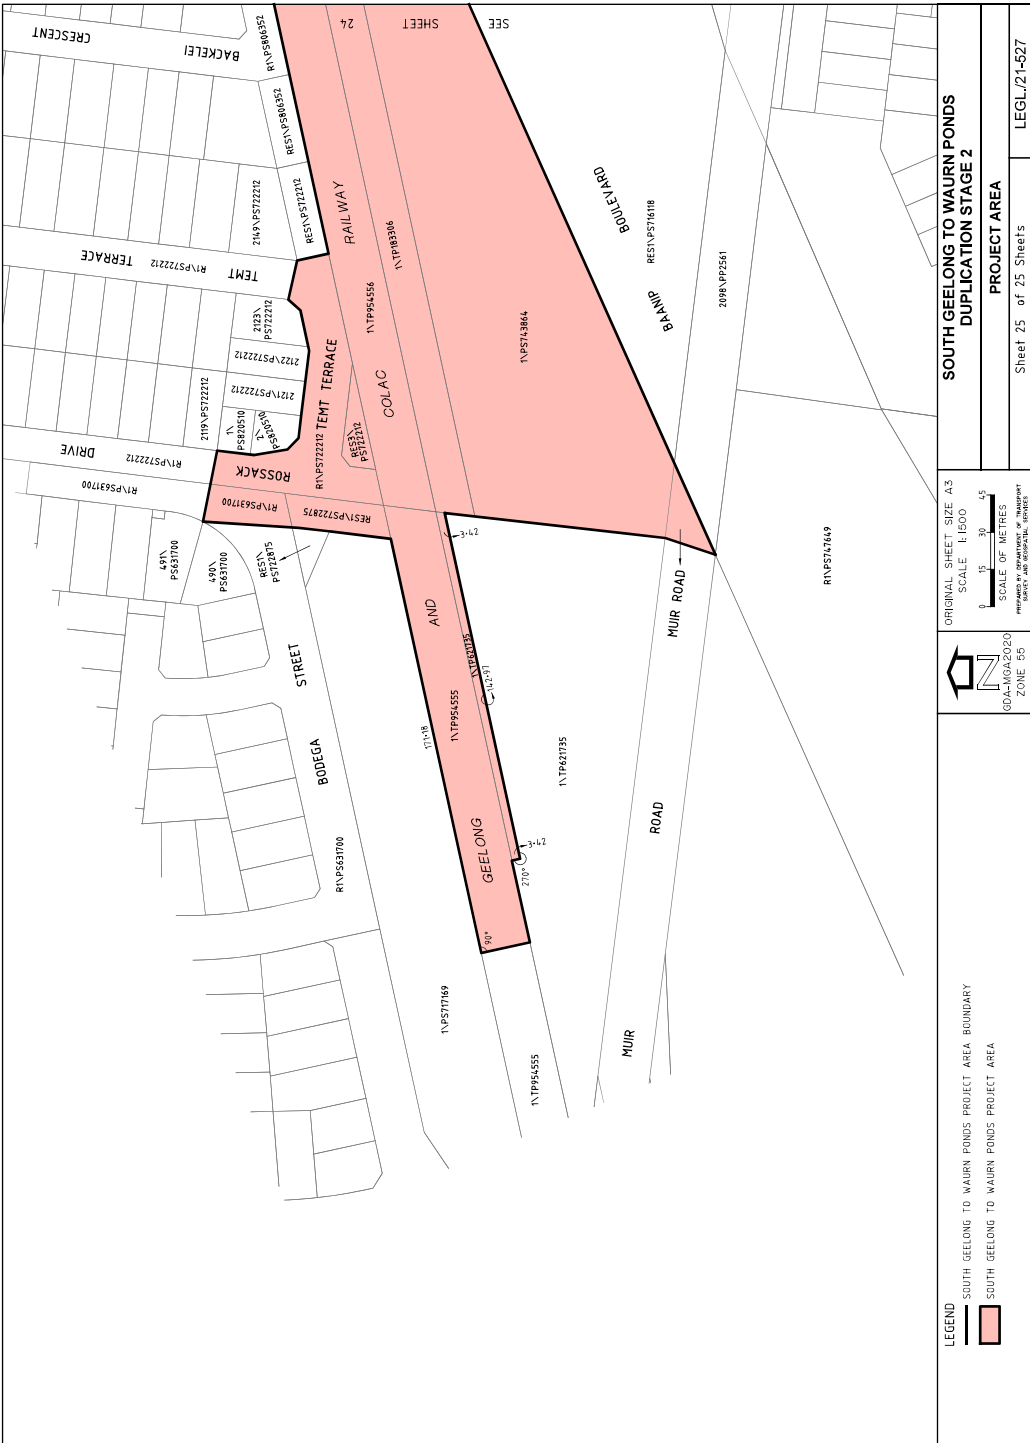 BACKELEI
CRESCENT
R1\PS806352
RES1\PS806352
RES1\PS722212
2149\PS722212
SEE
SHEET
24
RAILWAY
1\TP183306
1\TP954556
COLAC
TEMT
TERRACE
R1\PS722212
2123\
PS722212
2122\PS722212
2121\PS722212
2119\PS722212
1\
PS820510
2\
PS820510
R1\PS722212
TEMT TERRACE
RES3\
PS722212
DRIVE
R1\PS722212
R1\PS631700
ROSSACK
R1\PS631700
RES1\PS722875
491\
PS631700
490\
PS631700
RES1\
PS722875
BAANIP
BOULEVARD
RES1\PS716118
2098\PP2561
1\PS743864
R1\PS747649
MUIR ROAD
3·42
AND
1\TP621735
142·97
1\TP954555
171·18
STREET
BODEGA
R1\PS631700
1\TP621735
ROAD
MUIR
GEELONG
3·42
270°
90°
1\PS717169
1\TP954555
LEGEND
SOUTH GEELONG TO WAURN PONDS PROJECT AREA BOUNDARY
SOUTH GEELONG TO WAURN PONDS PROJECT AREA
GDA-MGA2020
ZONE 55
N
ORIGINAL SHEET SIZE A3
SCALE 1:1500
0 15 30 45
SCALE OF METRES
PREPARED BY DEPARTMENT OF TRANSPORT
SURVEY AND GEOSPATIAL SERVICES
SOUTH GEELONG TO WAURN PONDS
DUPLICATION STAGE 2
PROJECT AREA
Sheet 25 of 25 Sheets
LEGL./21-527